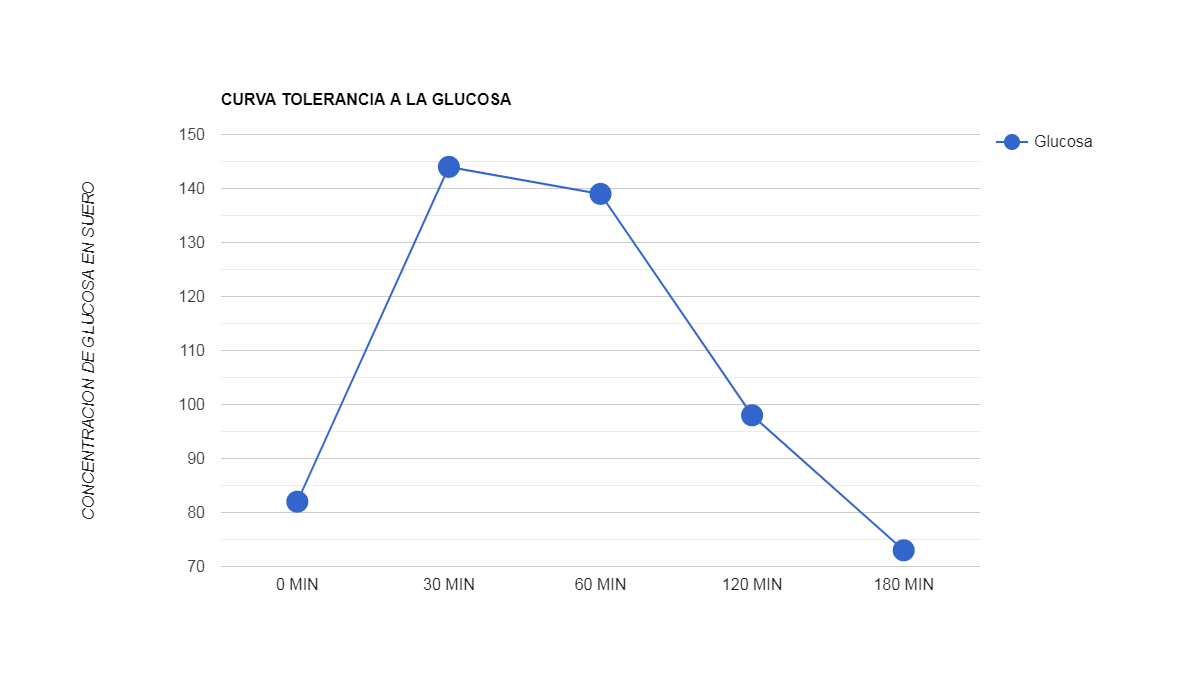 CURVA TOLERANCIA A LA GLUCOSA
Glucosa
CONCENTRACION DE GLUCOSA EN SUERO
150
140
130
120
110
100
90
80
70
0 MIN
30 MIN
60 MIN
120 MIN
180 MIN